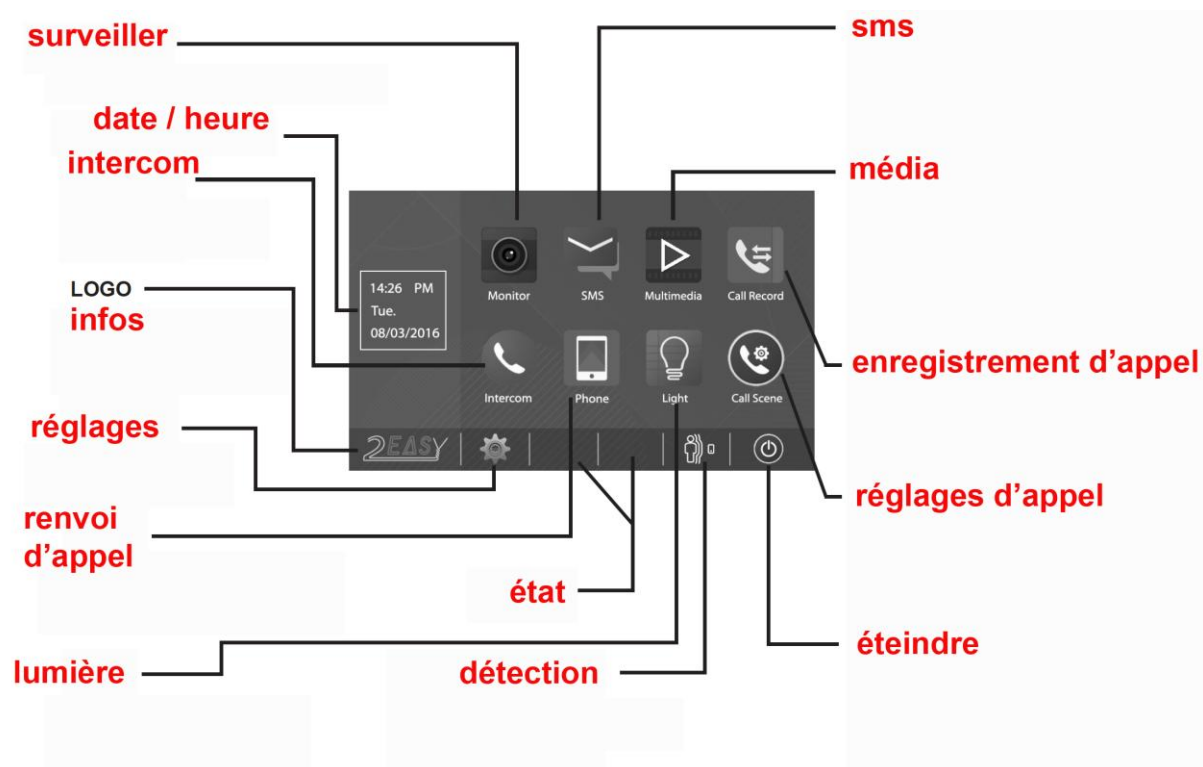 surveiller
sms
date / heure
intercom
média
14:26 PM
Tue.
08/03/2016
Monitor
SMS
Multimedia
Call Record
LOGO
infos
enregistrement d’appel
Intercom
Phone
Light
Call Scene
réglages
2EASY
réglages d’appel
renvoi
d’appel
état
éteindre
lumière
détection